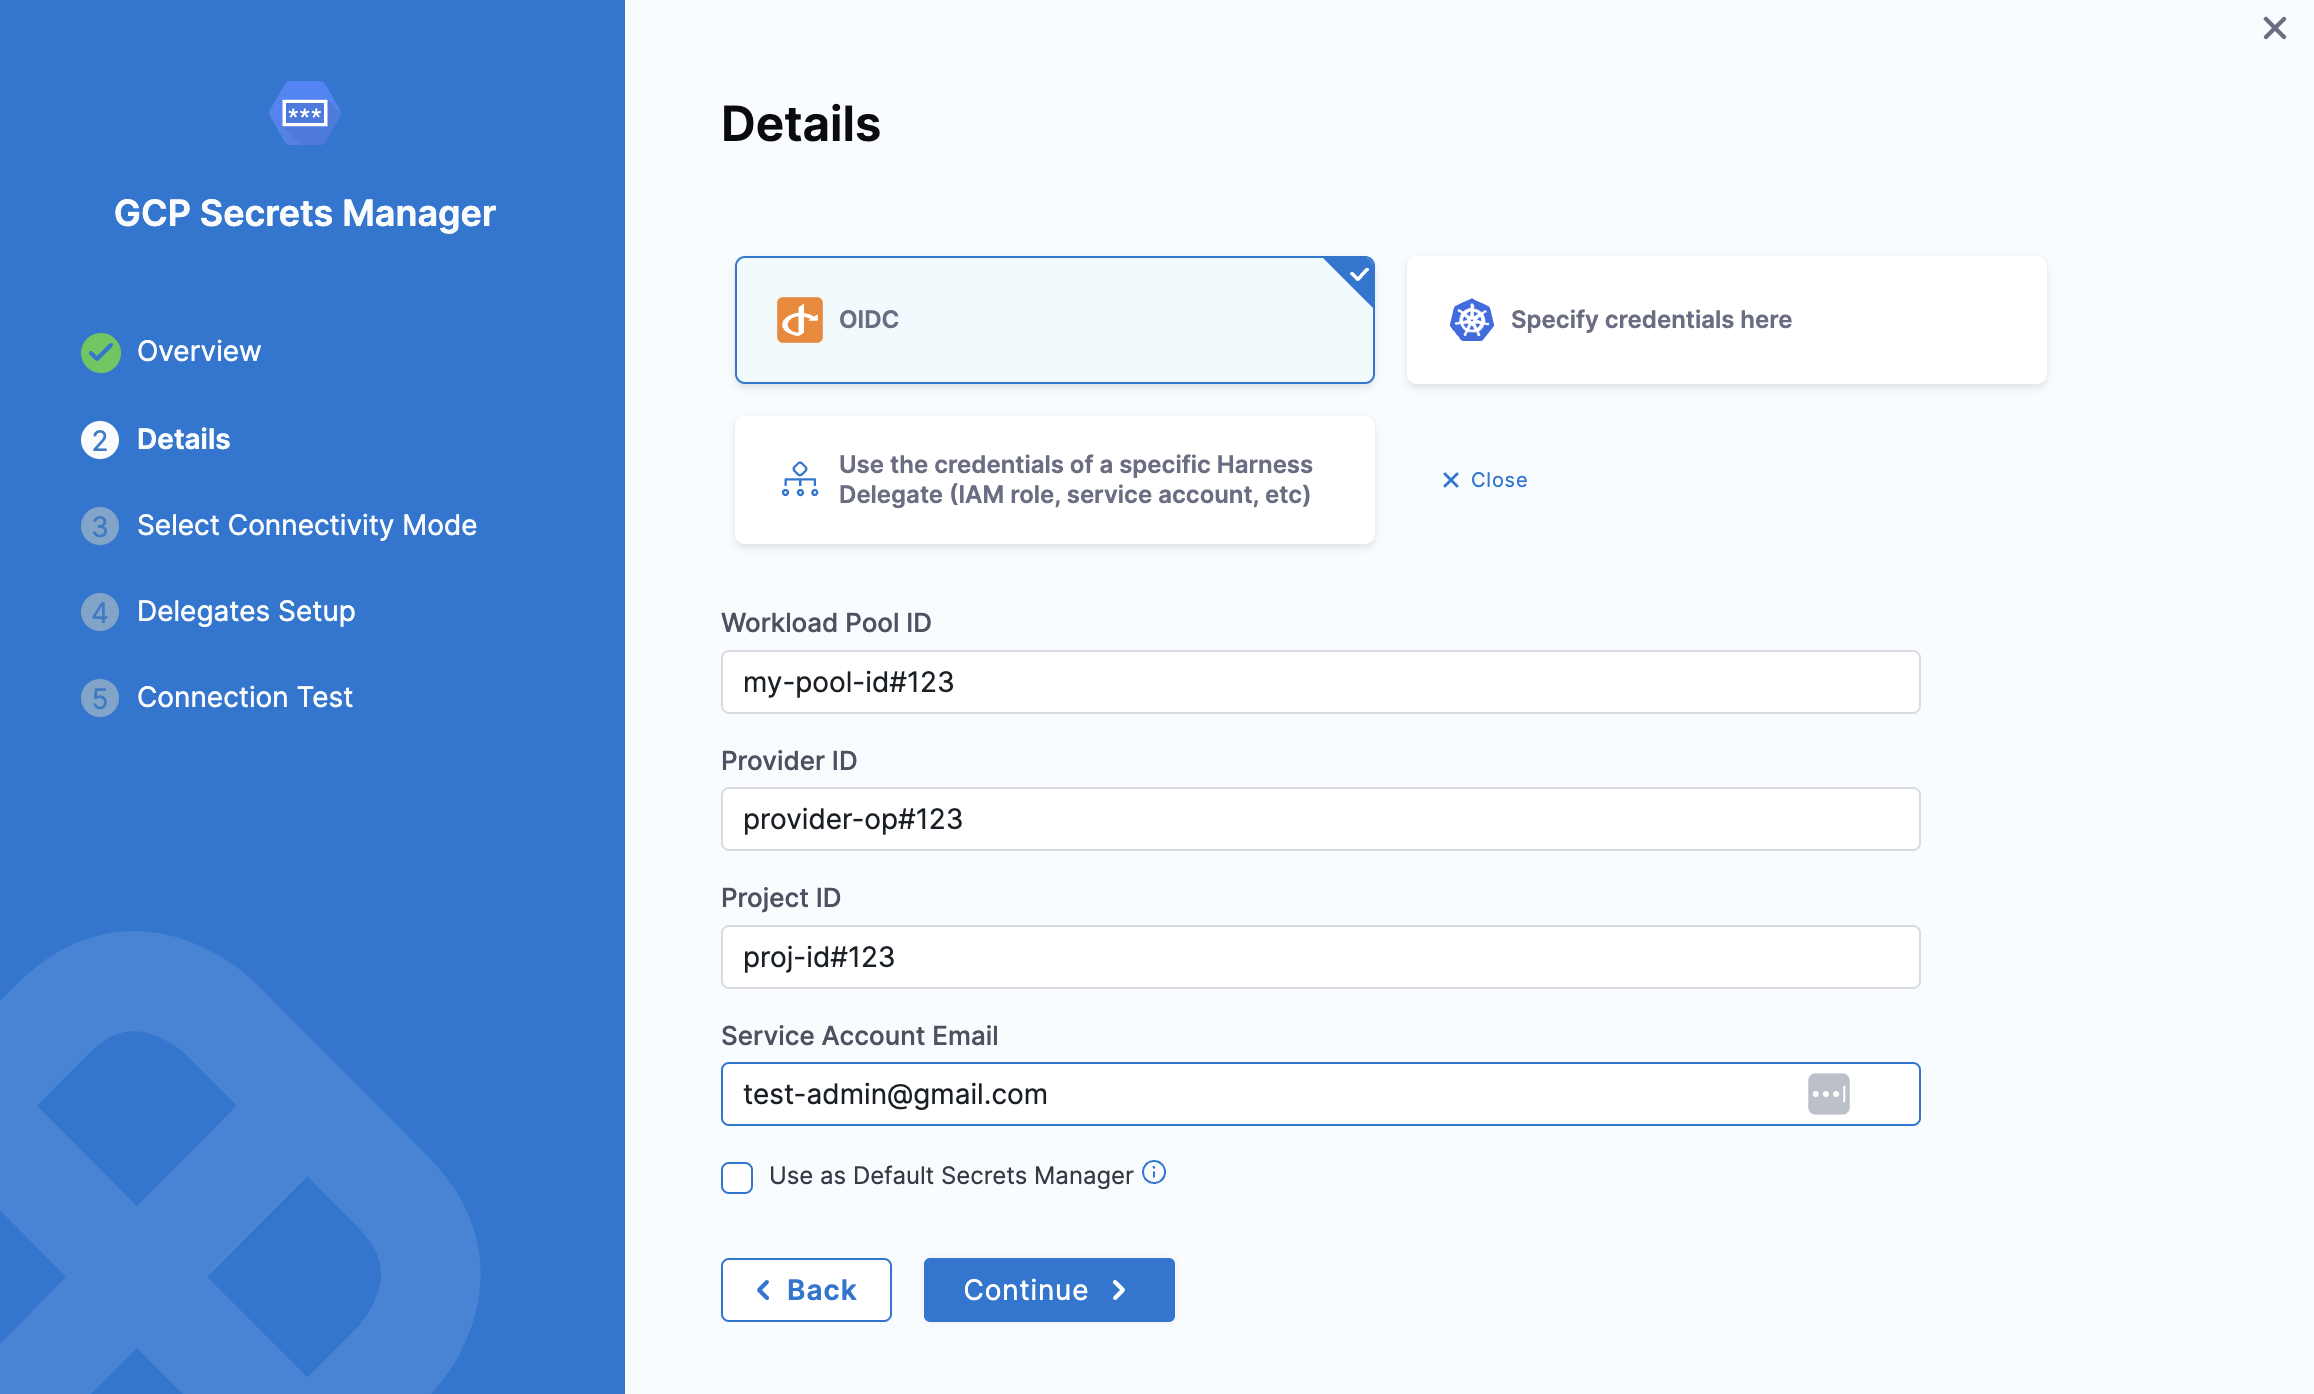 ***
GCP Secrets Manager
Overview
2 Details
3 Select Connectivity Mode
4 Delegates Setup
5 Connection Test
Details
OIDC
Specify credentials here
Use the credentials of a specific Harness
Delegate (IAM role, service account, etc)
Close
Workload Pool ID
my-pool-id#123
Provider ID
provider-op#123
Project ID
proj-id#123
Service Account Email
test-admin@gmail.com
Use as Default Secrets Manager
Back
Continue